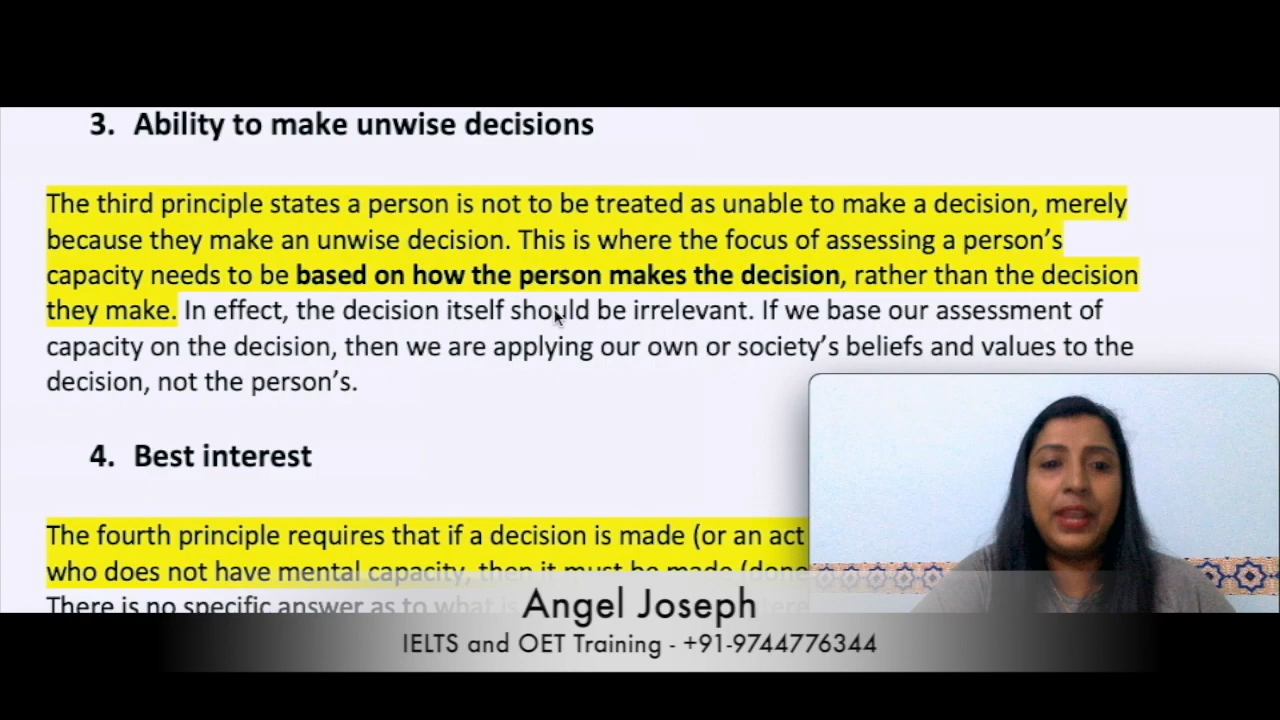 3. Ability to make unwise decisions
The third principle states a person is not to be treated as unable to make a decision, merely
because they make an unwise decision. This is where the focus of assessing a person's
capacity needs to be based on how the person makes the decision, rather than the decision
they make. In effect, the decision itself should be irrelevant. If we base our assessment of
capacity on the decision, then we are applying our own or society's beliefs and values to the
decision, not the person's.
4. Best interest
The fourth principle requires that if a decision is made (or an act
who does not have mental capacity, then it must be made (done
There is no specific answer as to what is
Angel Joseph
IELTS and OET Training - +91-9744776344